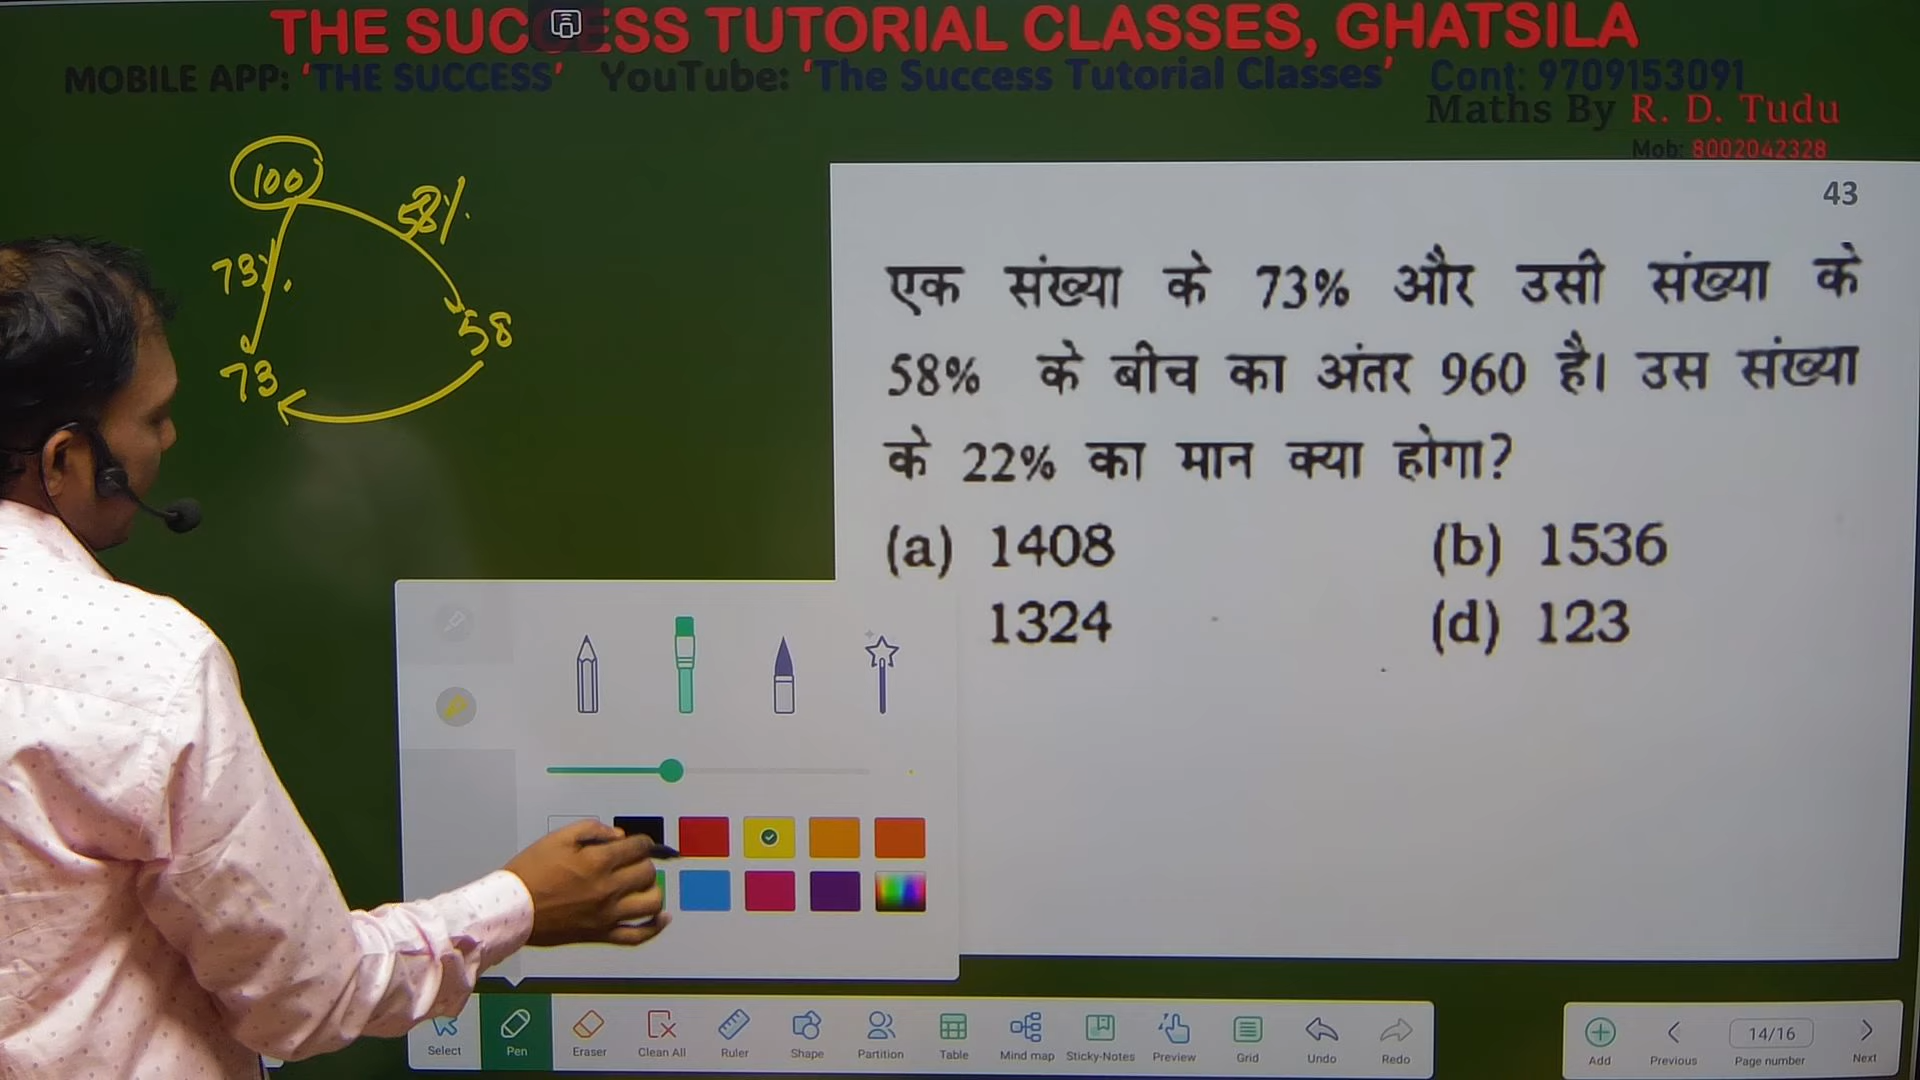 THE SUCCESS TUTORIAL CLASSES, GHATSILA
MOBILE APP: ‘THE SUCCESS’ YouTube: ‘The Success Tutorial Classes’ Cont: 9709153091
Maths By R. D. Tudu
Mob: 8002042328
100
58%
73%
58
73
43
एक संख्या के 73% और उसी संख्या के
58% के बीच का अंतर 960 है। उस संख्या
के 22% का मान क्या होगा?
(a) 1408 (b) 1536
1324 (d) 123
Select Pen Eraser Clean All Ruler Shape Partition Table Mind map Sticky-Notes Preview Grid Undo Redo
14/16
Add Previous Page number Next